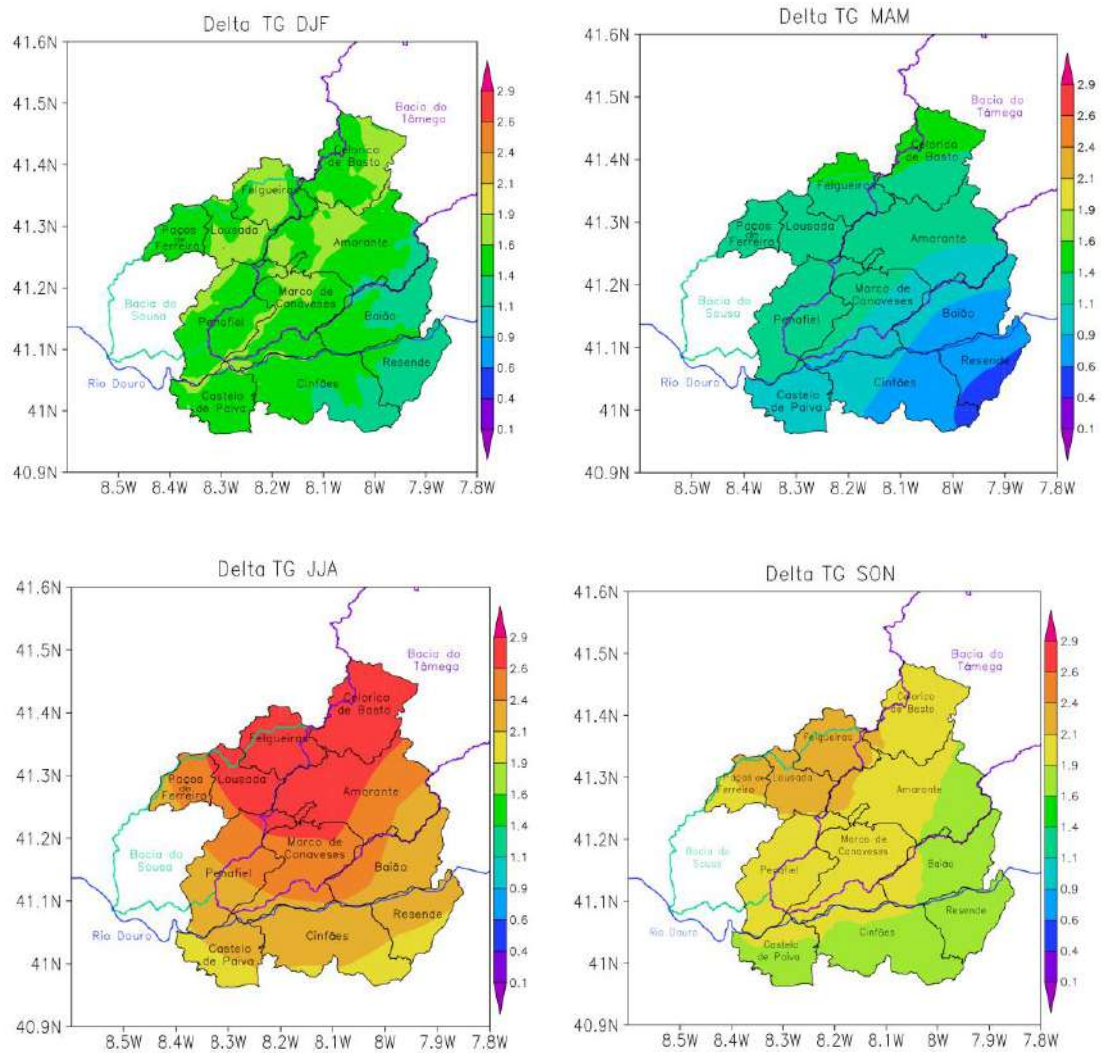 Delta TG DJF
41.6N
41.5N
41.4N
41.3N
41.2N
41.1N
41N
40.9N
8.5W 8.4W 8.3W 8.2W 8.1W 8W 7.9W 7.8W
Bacia do
Tâmega
Celorico
de Basto
Felgueiras
Paços
de
Ferreira
Lousada
Amarante
Bacia do
Sousa
Marco de
Canaveses
Penafiel
Baião
Resende
Rio Douro
Cinfães
Castelo
de Paiva
2.9
2.6
2.4
2.1
1.9
1.6
1.4
1.1
0.9
0.6
0.4
0.1
Delta TG MAM
41.6N
41.5N
41.4N
41.3N
41.2N
41.1N
41N
40.9N
8.5W 8.4W 8.3W 8.2W 8.1W 8W 7.9W 7.8W
Bacia do
Tâmega
Celorico
de Basto
Felgueiras
Paços
de
Ferreira
Lousada
Amarante
Bacia do
Sousa
Marco de
Canaveses
Penafiel
Baião
Resende
Rio Douro
Cinfães
Castelo
de Paiva
2.9
2.6
2.4
2.1
1.9
1.6
1.4
1.1
0.9
0.6
0.4
0.1
Delta TG JJA
41.6N
41.5N
41.4N
41.3N
41.2N
41.1N
41N
40.9N
8.5W 8.4W 8.3W 8.2W 8.1W 8W 7.9W 7.8W
Bacia do
Tâmega
Celorico
de Basto
Felgueiras
Paços
de
Ferreira
Lousada
Amarante
Bacia do
Sousa
Marco de
Canaveses
Penafiel
Baião
Resende
Rio Douro
Cinfães
Castelo
de Paiva
2.9
2.6
2.4
2.1
1.9
1.6
1.4
1.1
0.9
0.6
0.4
0.1
Delta TG SON
41.6N
41.5N
41.4N
41.3N
41.2N
41.1N
41N
40.9N
8.5W 8.4W 8.3W 8.2W 8.1W 8W 7.9W 7.8W
Bacia do
Tâmega
Celorico
de Basto
Felgueiras
Paços de
Ferreira
Lousada
Amarante
Bacia do
Sousa
Marco de
Canaveses
Penafiel
Baião
Resende
Rio Douro
Cinfães
Castelo
de Paiva
2.9
2.6
2.4
2.1
1.9
1.6
1.4
1.1
0.9
0.6
0.4
0.1